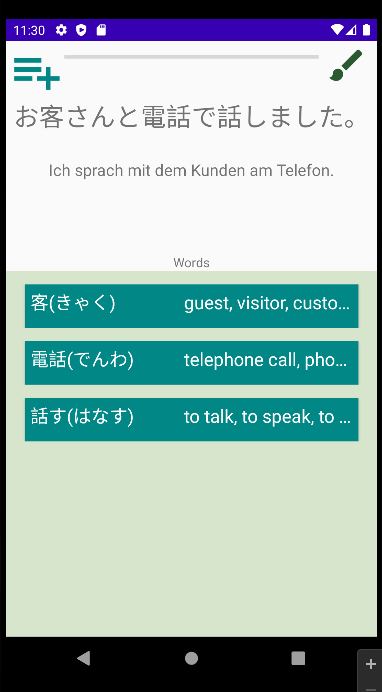 11:30
お客さんと電話で話しました。
Ich sprach mit dem Kunden am Telefon.
Words
客(きゃく) guest, visitor, custo...
電話(でんわ) telephone call, pho...
話す(はなす) to talk, to speak, to ...